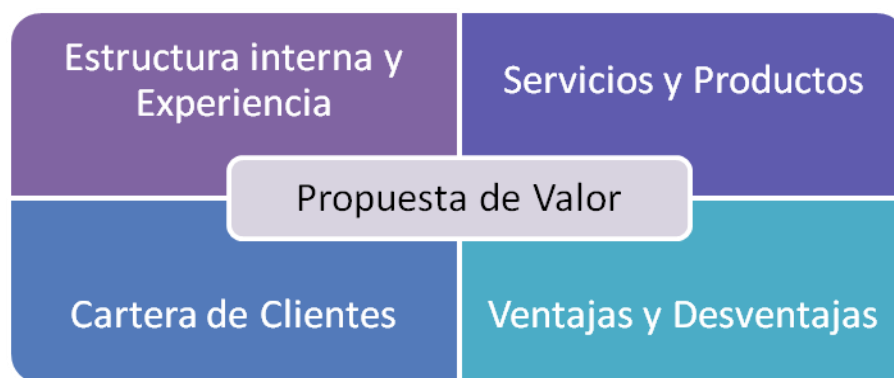 Estructura interna y
Experiencia
Servicios y Productos
Propuesta de Valor
Cartera de Clientes
Ventajas y Desventajas